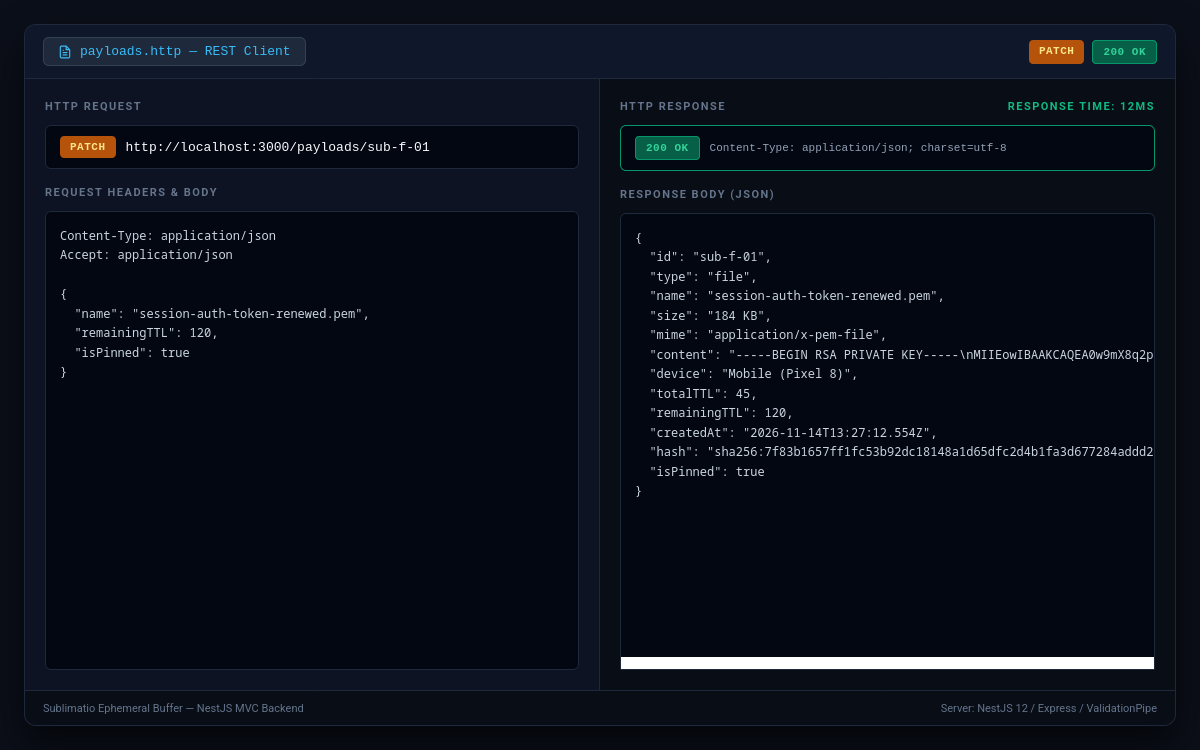 payloads.http — REST Client
PATCH
200 OK
HTTP REQUEST
PATCH http://localhost:3000/payloads/sub-f-01
REQUEST HEADERS & BODY
Content-Type: application/json
Accept: application/json
{
"name": "session-auth-token-renewed.pem",
"remainingTTL": 120,
"isPinned": true
}
HTTP RESPONSE
RESPONSE TIME: 12MS
200 OK Content-Type: application/json; charset=utf-8
RESPONSE BODY (JSON)
{
"id": "sub-f-01",
"type": "file",
"name": "session-auth-token-renewed.pem",
"size": "184 KB",
"mime": "application/x-pem-file",
"content": "-----BEGIN RSA PRIVATE KEY-----\nMIIEowIBAAKCAQEA0w9mX8q2p
"device": "Mobile (Pixel 8)",
"totalTTL": 45,
"remainingTTL": 120,
"createdAt": "2026-11-14T13:27:12.554Z",
"hash": "sha256:7f83b1657ff1fc53b92dc18148a1d65dfc2d4b1fa3d677284addd2
"isPinned": true
}
Sublimatio Ephemeral Buffer — NestJS MVC Backend
Server: NestJS 12 / Express / ValidationPipe